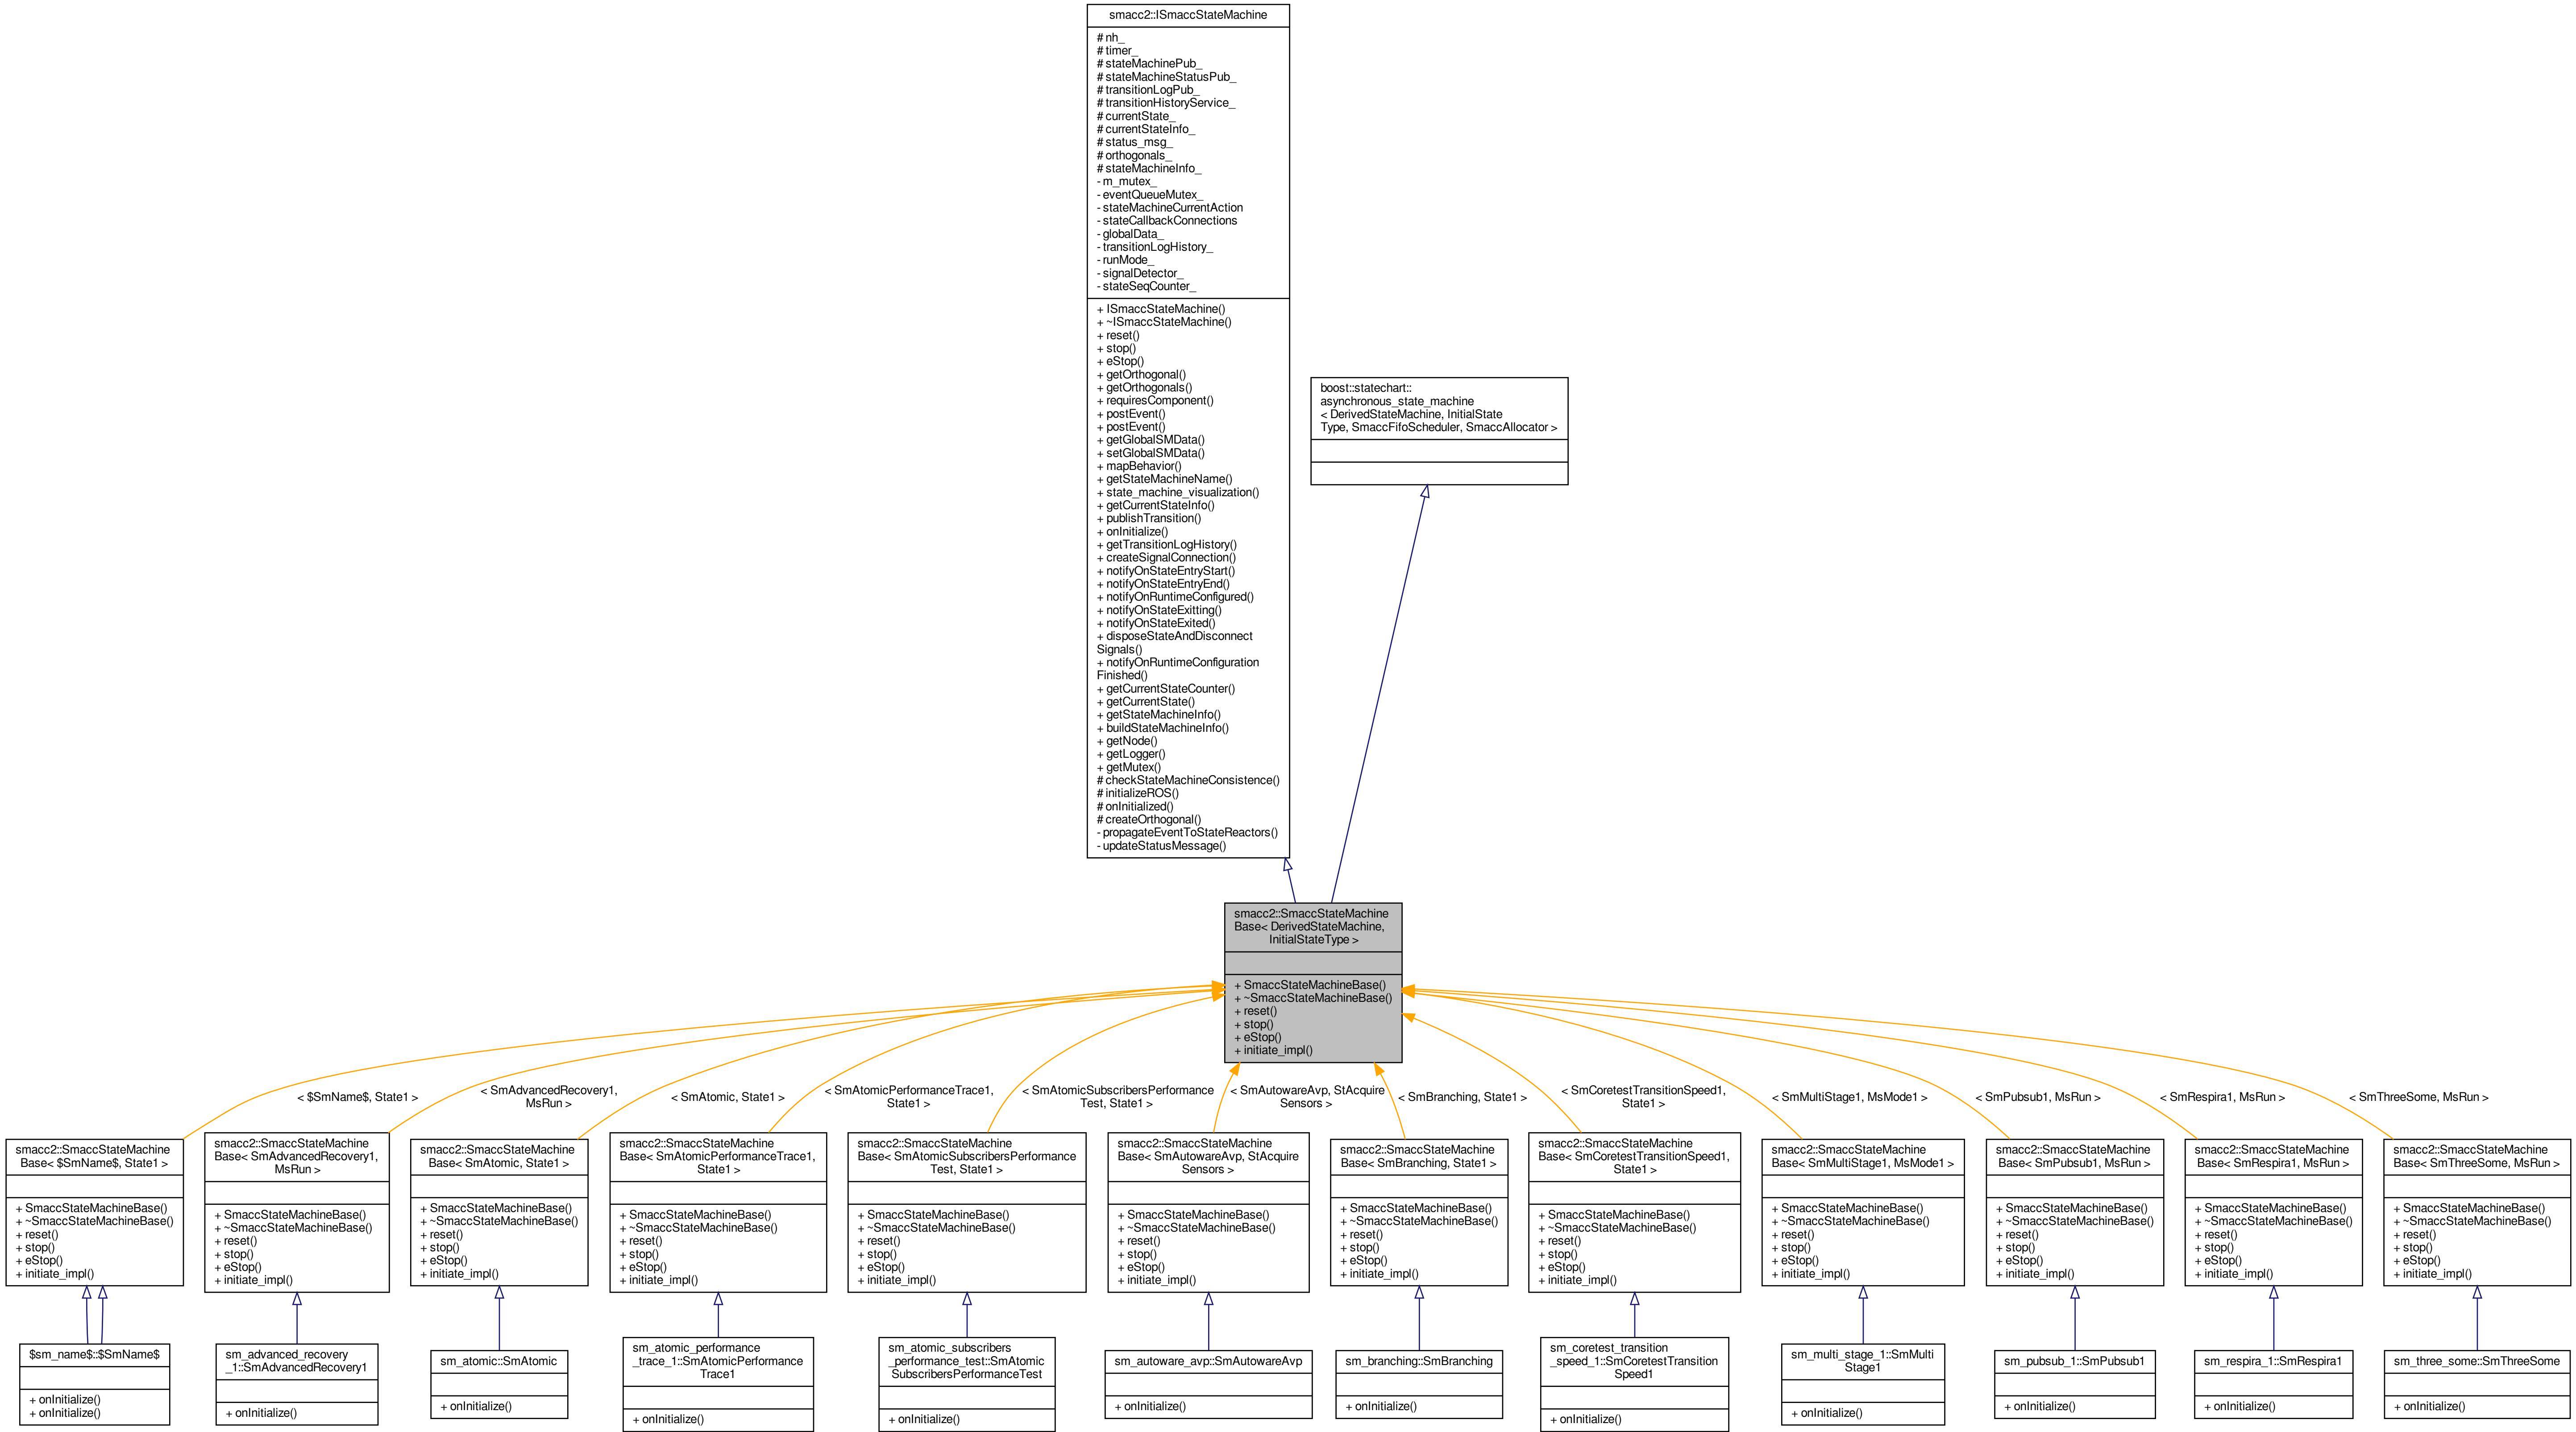 smacc2::ISmaccStateMachine
# nh_
# timer_
# stateMachinePub_
# stateMachineStatusPub_
# transitionLogPub_
# transitionHistoryService_
# currentState_
# currentStateInfo_
# status_msg_
# orthogonals_
# stateMachineInfo_
- m_mutex_
- eventQueueMutex_
- stateMachineCurrentAction
- stateCallbackConnections
- globalData_
- transitionLogHistory_
- runMode_
- signalDetector_
- stateSeqCounter_
+ ISmaccStateMachine()
+ ~ISmaccStateMachine()
+ reset()
+ stop()
+ eStop()
+ getOrthogonal()
+ getOrthogonals()
+ requiresComponent()
+ postEvent()
+ postEvent()
+ getGlobalSMData()
+ setGlobalSMData()
+ mapBehavior()
+ getStateMachineName()
+ state_machine_visualization()
+ getCurrentStateInfo()
+ publishTransition()
+ onInitialize()
+ getTransitionLogHistory()
+ createSignalConnection()
+ notifyOnStateEntryStart()
+ notifyOnStateEntryEnd()
+ notifyOnRuntimeConfigured()
+ notifyOnStateExitting()
+ notifyOnStateExited()
+ disposeStateAndDisconnect
Signals()
+ notifyOnRuntimeConfiguration
Finished()
+ getCurrentStateCounter()
+ getCurrentState()
+ getStateMachineInfo()
+ buildStateMachineInfo()
+ getNode()
+ getLogger()
+ getMutex()
# checkStateMachineConsistence()
# initializeROS()
# onInitialized()
# createOrthogonal()
- propagateEventToStateReactors()
- updateStatusMessage()
boost::statechart::
asynchronous_state_machine
< DerivedStateMachine, InitialState
Type, SmaccFifoScheduler, SmaccAllocator >
smacc2::SmaccStateMachine
Base< DerivedStateMachine,
InitialStateType >
+ SmaccStateMachineBase()
+ ~SmaccStateMachineBase()
+ reset()
+ stop()
+ eStop()
+ initiate_impl()
< $SmName$, State1 >
< SmAdvancedRecovery1,
MsRun >
< SmAtomic, State1 >
< SmAtomicPerformanceTrace1,
State1 >
< SmAtomicSubscribersPerformance
Test, State1 >
< SmAutowareAvp, StAcquire
Sensors >
< SmBranching, State1 >
< SmCoretestTransitionSpeed1,
State1 >
< SmMultiStage1, MsMode1 >
< SmPubsub1, MsRun >
< SmRespira1, MsRun >
< SmThreeSome, MsRun >
smacc2::SmaccStateMachine
Base< $SmName$, State1 >
+ SmaccStateMachineBase()
+ ~SmaccStateMachineBase()
+ reset()
+ stop()
+ eStop()
+ initiate_impl()
smacc2::SmaccStateMachine
Base< SmAdvancedRecovery1,
MsRun >
+ SmaccStateMachineBase()
+ ~SmaccStateMachineBase()
+ reset()
+ stop()
+ eStop()
+ initiate_impl()
smacc2::SmaccStateMachine
Base< SmAtomic, State1 >
+ SmaccStateMachineBase()
+ ~SmaccStateMachineBase()
+ reset()
+ stop()
+ eStop()
+ initiate_impl()
smacc2::SmaccStateMachine
Base< SmAtomicPerformanceTrace1,
State1 >
+ SmaccStateMachineBase()
+ ~SmaccStateMachineBase()
+ reset()
+ stop()
+ eStop()
+ initiate_impl()
smacc2::SmaccStateMachine
Base< SmAtomicSubscribersPerformance
Test, State1 >
+ SmaccStateMachineBase()
+ ~SmaccStateMachineBase()
+ reset()
+ stop()
+ eStop()
+ initiate_impl()
smacc2::SmaccStateMachine
Base< SmAutowareAvp, StAcquire
Sensors >
+ SmaccStateMachineBase()
+ ~SmaccStateMachineBase()
+ reset()
+ stop()
+ eStop()
+ initiate_impl()
smacc2::SmaccStateMachine
Base< SmBranching, State1 >
+ SmaccStateMachineBase()
+ ~SmaccStateMachineBase()
+ reset()
+ stop()
+ eStop()
+ initiate_impl()
smacc2::SmaccStateMachine
Base< SmCoretestTransitionSpeed1,
State1 >
+ SmaccStateMachineBase()
+ ~SmaccStateMachineBase()
+ reset()
+ stop()
+ eStop()
+ initiate_impl()
smacc2::SmaccStateMachine
Base< SmMultiStage1, MsMode1 >
+ SmaccStateMachineBase()
+ ~SmaccStateMachineBase()
+ reset()
+ stop()
+ eStop()
+ initiate_impl()
smacc2::SmaccStateMachine
Base< SmPubsub1, MsRun >
+ SmaccStateMachineBase()
+ ~SmaccStateMachineBase()
+ reset()
+ stop()
+ eStop()
+ initiate_impl()
smacc2::SmaccStateMachine
Base< SmRespira1, MsRun >
+ SmaccStateMachineBase()
+ ~SmaccStateMachineBase()
+ reset()
+ stop()
+ eStop()
+ initiate_impl()
smacc2::SmaccStateMachine
Base< SmThreeSome, MsRun >
+ SmaccStateMachineBase()
+ ~SmaccStateMachineBase()
+ reset()
+ stop()
+ eStop()
+ initiate_impl()
$sm_name$::$SmName$
+ onInitialize()
+ onInitialize()
sm_advanced_recovery
_1::SmAdvancedRecovery1
+ onInitialize()
sm_atomic::SmAtomic
+ onInitialize()
sm_atomic_performance
_trace_1::SmAtomicPerformance
Trace1
+ onInitialize()
sm_atomic_subscribers
_performance_test::SmAtomic
SubscribersPerformanceTest
+ onInitialize()
sm_autoware_avp::SmAutowareAvp
+ onInitialize()
sm_branching::SmBranching
+ onInitialize()
sm_coretest_transition
_speed_1::SmCoretestTransition
Speed1
+ onInitialize()
sm_multi_stage_1::SmMulti
Stage1
+ onInitialize()
sm_pubsub_1::SmPubsub1
+ onInitialize()
sm_respira_1::SmRespira1
+ onInitialize()
sm_three_some::SmThreeSome
+ onInitialize()